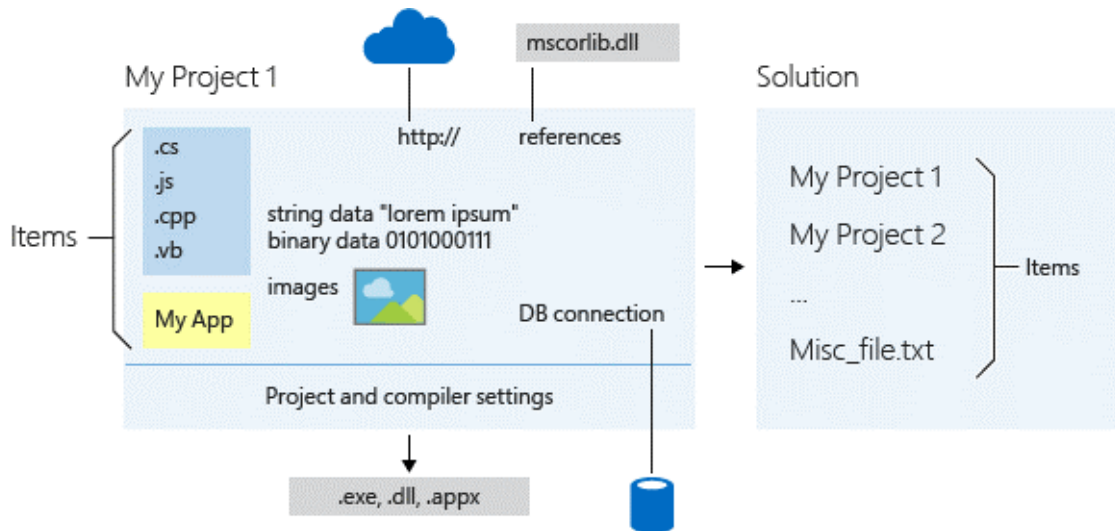 mscorlib.dll
My Project 1
Solution
http://
references
.cs
.js
.cpp
.vb
Items
string data "lorem ipsum"
binary data 0101000111
images
My App
DB connection
Project and compiler settings
.exe, .dll, .appx
My Project 1
My Project 2
...
Misc_file.txt
Items